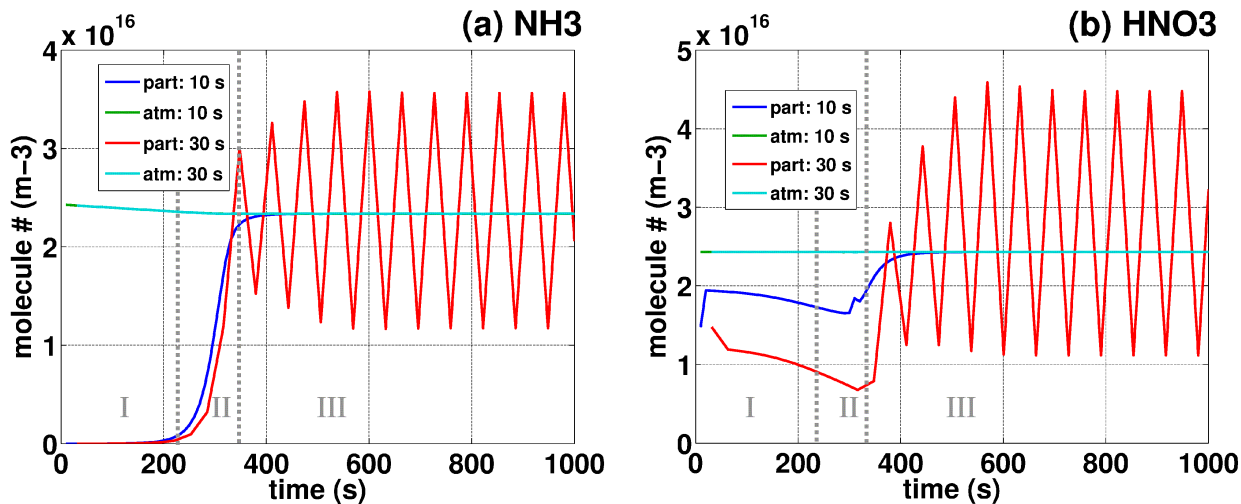 (a) NH3
x 10^16
4
3
2
1
0
molecule # (m−3)
part: 10 s
atm: 10 s
part: 30 s
atm: 30 s
I
II
III
0
200
400
600
800
1000
time (s)
(b) HNO3
x 10^16
5
4
3
2
1
0
molecule # (m−3)
part: 10 s
atm: 10 s
part: 30 s
atm: 30 s
I
II
III
0
200
400
600
800
1000
time (s)